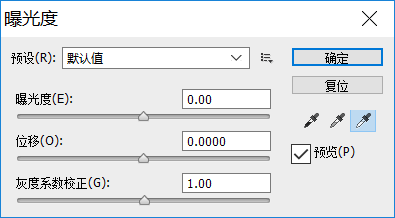 曝光度
预设(R): 默认值
确定
复位
曝光度(E): 0.00
位移(O): 0.0000
预览(P)
灰度系数校正(G): 1.00